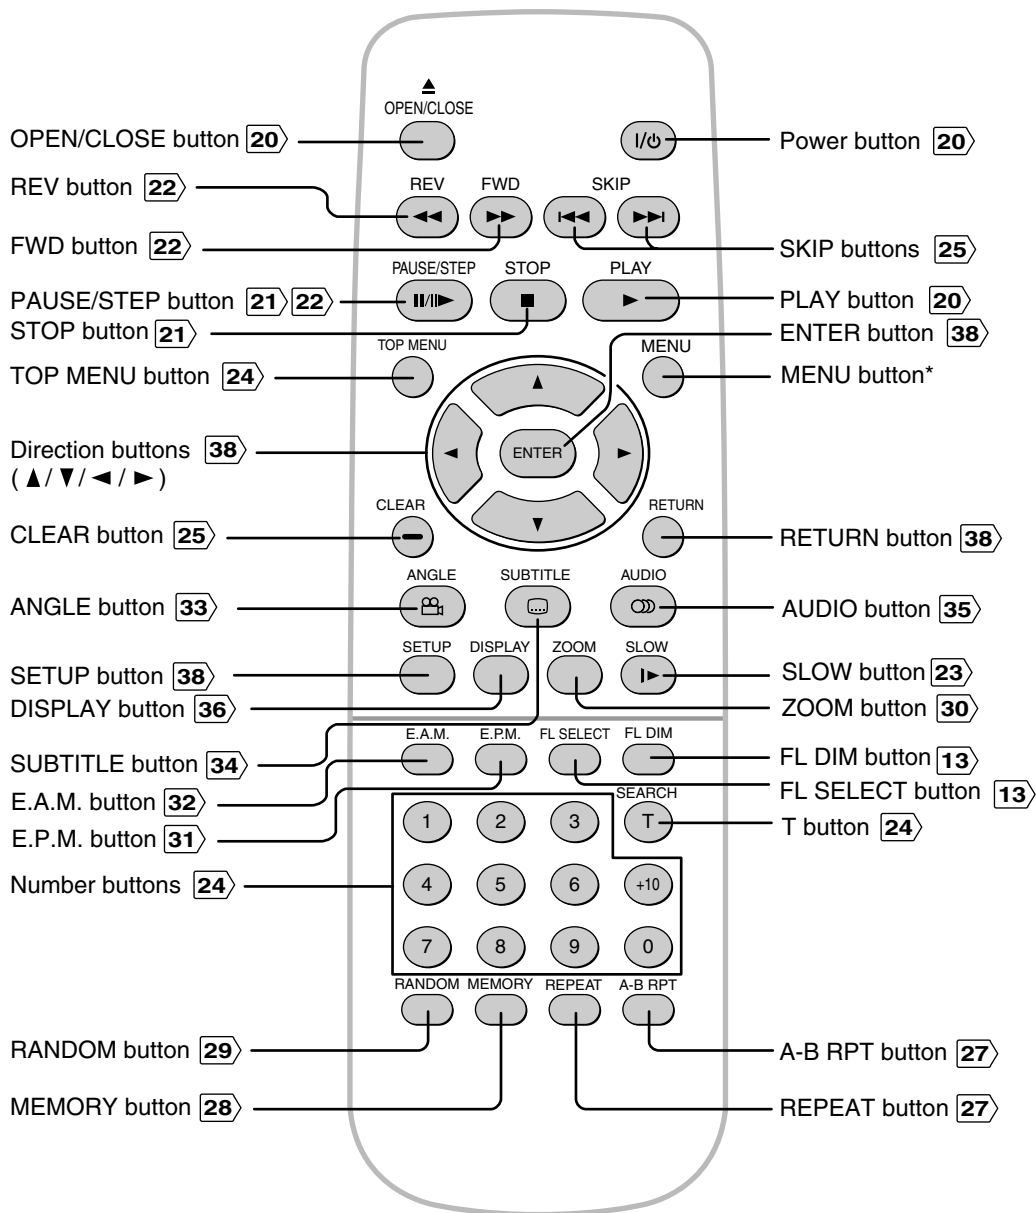 OPEN/CLOSE
OPEN/CLOSE button 20
I/
Power button 20
REV button 22
REV FWD SKIP
FWD button 22
SKIP buttons 25
PAUSE/STEP STOP PLAY
PAUSE/STEP button 21 22
PLAY button 20
STOP button 21
ENTER button 38
TOP MENU
MENU
TOP MENU button 24
MENU button*
Direction buttons 38
(▲/▼/◄/►)
ENTER
CLEAR
RETURN
CLEAR button 25
RETURN button 38
ANGLE SUBTITLE AUDIO
ANGLE button 33
AUDIO button 35
SETUP DISPLAY ZOOM SLOW
SETUP button 38
SLOW button 23
DISPLAY button 36
ZOOM button 30
E.A.M. E.P.M. FL SELECT FL DIM
SUBTITLE button 34
FL DIM button 13
E.A.M. button 32
FL SELECT button 13
SEARCH
1 2 3 T
T button 24
E.P.M. button 31
Number buttons 24
4 5 6 +10
7 8 9 0
RANDOM MEMORY REPEAT A-B RPT
RANDOM button 29
A-B RPT button 27
MEMORY button 28
REPEAT button 27